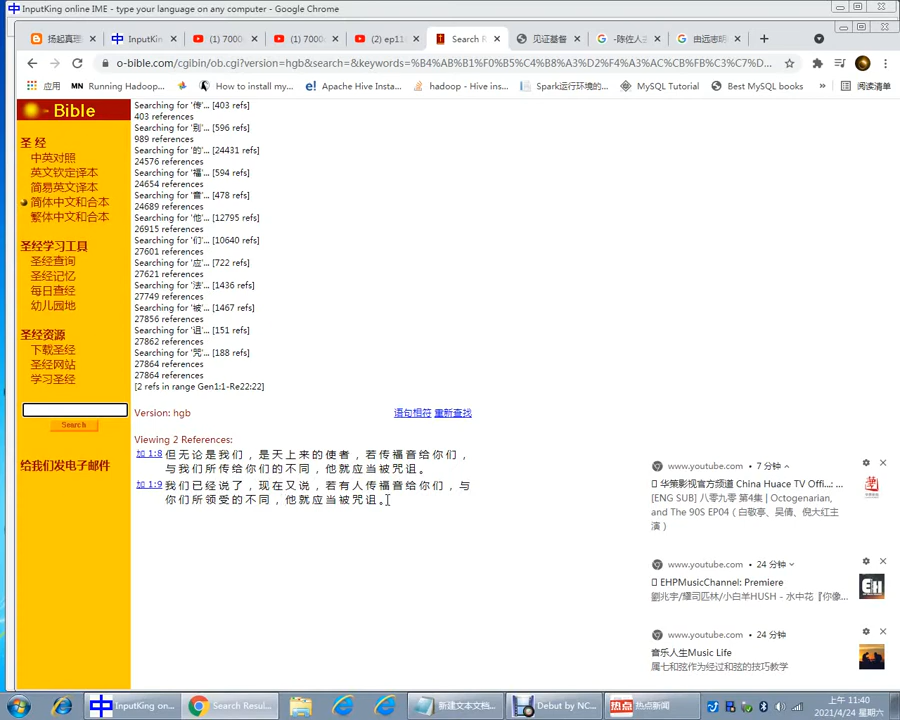 InputKing online IME - type your language on any computer - Google Chrome
扬起真理
InputKin
(1) 7000
(1) 7000
(2) ep11
Search R
见证基督
-陈佐人三
由远志明
o-bible.com/cgibin/ob.cgi?version=hgb&search=&keywords=%B4%AB%B1%F0%B5%C4%B8%A3%D2%F4%A3%AC%CB%FB%C3%C7%D...
应用
Running Hadoop...
How to install my...
Apache Hive Insta...
hadoop - Hive ins...
Spark运行环境的...
MySQL Tutorial
Best MySQL books
»
阅读清单
Bible
圣 经
中英对照
英文钦定译本
简易英文译本
简体中文和合本
繁体中文和合本
圣经学习工具
圣经查询
圣经记忆
每日查经
幼儿园地
圣经资源
下载圣经
圣经网站
学习圣经
Search
给我们发电子邮件
Searching for '传'... [403 refs]
403 references
Searching for '别'... [596 refs]
989 references
Searching for '的'... [24431 refs]
24576 references
Searching for '福'... [594 refs]
24654 references
Searching for '音'... [478 refs]
24689 references
Searching for '他'... [12795 refs]
26915 references
Searching for '们'... [10640 refs]
27601 references
Searching for '应'... [722 refs]
27621 references
Searching for '法'... [1436 refs]
27749 references
Searching for '被'... [1467 refs]
27856 references
Searching for '诅'... [151 refs]
27862 references
Searching for '咒'... [188 refs]
27864 references
27864 references
[2 refs in range Gen1:1-Re22:22]
Version: hgb
语句相符 重新查找
Viewing 2 References:
加 1:8 但无论是我们，是天上来的使者，若传福音给你们，
与我们所传给你们的不同，他就应当被咒诅。
加 1:9 我们已经说了，现在又说，若有人传福音给你们，与
你们所领受的不同，他就应当被咒诅。
www.youtube.com • 7 分钟
华策影视官方频道 China Huace TV Offi...:
[ENG SUB] 八零九零 第4集 | Octogenarian,
and The 90S EP04（白敬亭、吴倩、倪大红主
演）
www.youtube.com • 24 分钟
EHPMusicChannel: Premiere
劉兆宇/耀司匹林/小白羊HUSH - 水中花『你像...
EH
www.youtube.com • 24 分钟
音乐人生Music Life
属七和弦作为经过和弦的技巧教学
InputKing on...
Search Resul...
新建文本文档...
Debut by NC...
热点
热点新闻
上午 11:40
2021/4/24 星期六